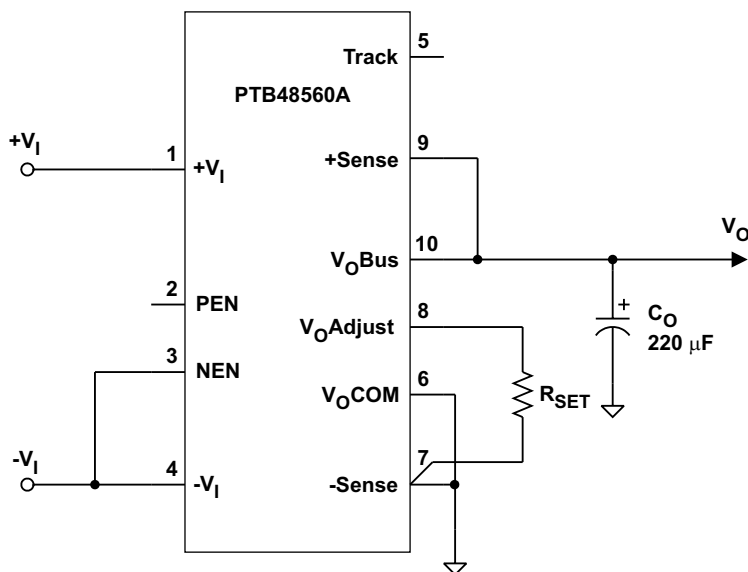 5
Track
PTB48560A
+VI
1
+VI
9
+Sense
10
VOBus
VO
2
PEN
8
VOAdjust
+
CO
220 μF
3
NEN
6
VOCOM
RSET
-VI
4
-VI
7
-Sense